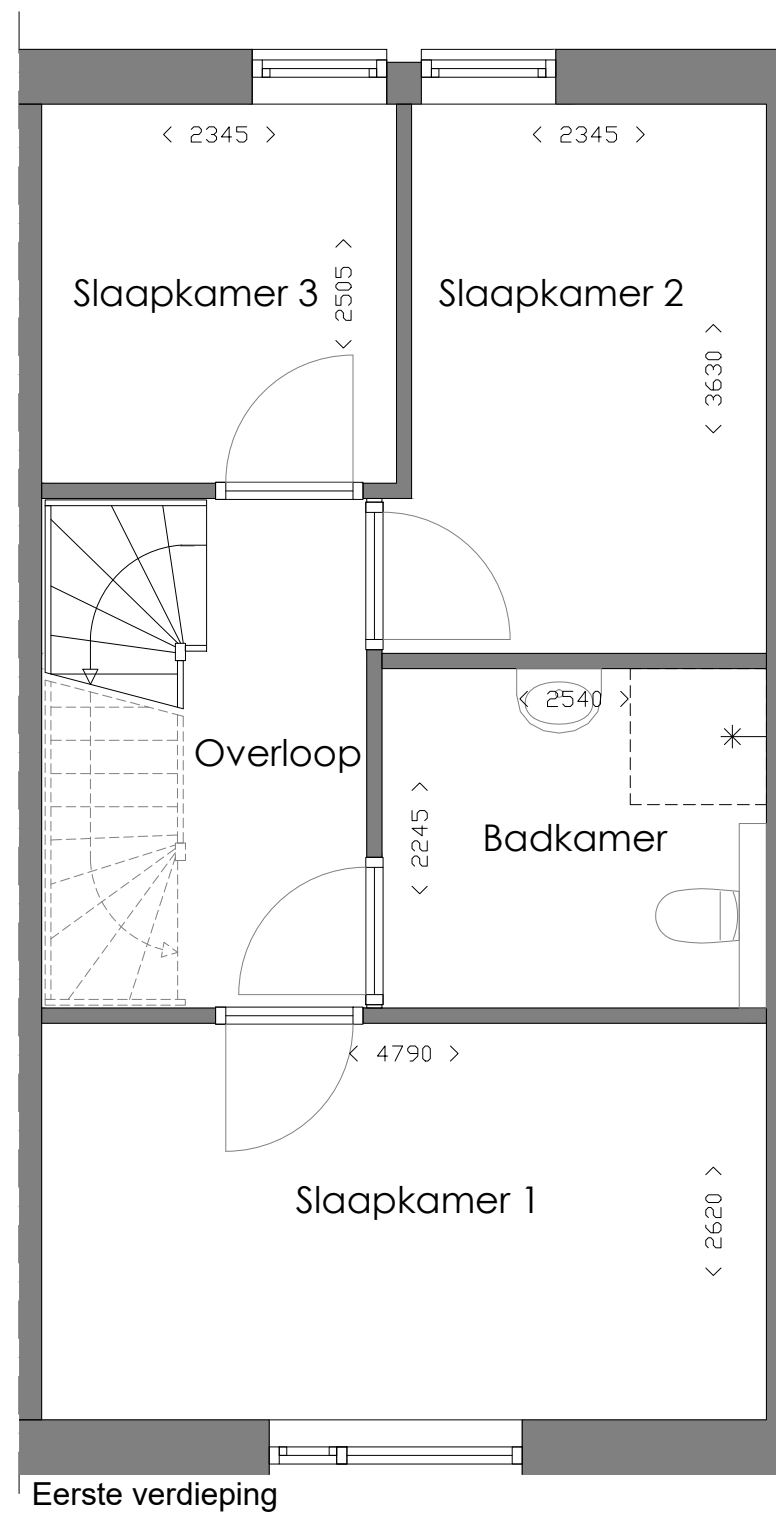 < 2345 >
< 2345 >
Slaapkamer 3
< 2505 >
Slaapkamer 2
< 3630 >
< 2540 >
Overloop
< 2245 >
Badkamer
< 4790 >
Slaapkamer 1
< 2620 >
Eerste verdieping